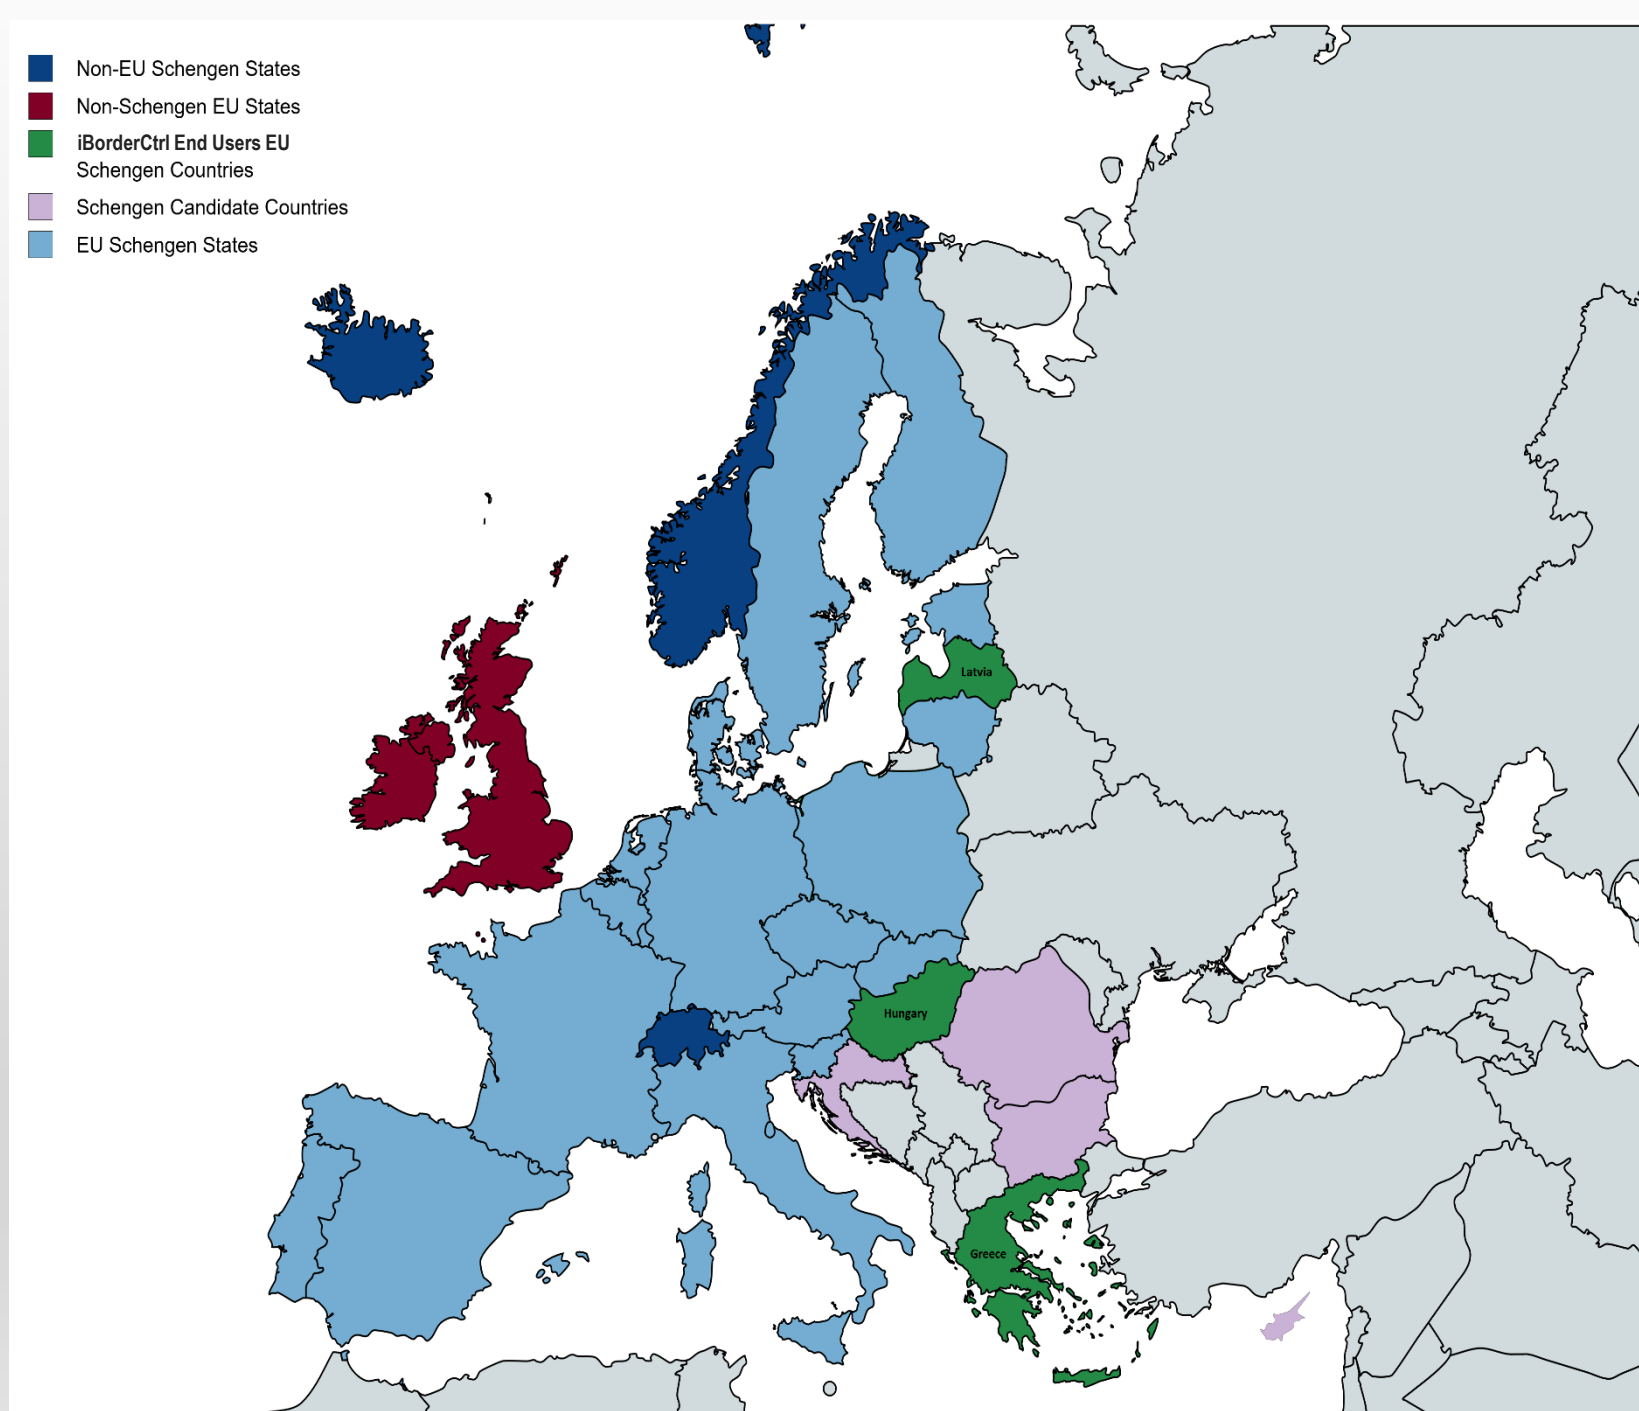 Non-EU Schengen States
Non-Schengen EU States
iBorderCtrl End Users EU
Schengen Countries
Schengen Candidate Countries
EU Schengen States
Latvia
Hungary
Greece